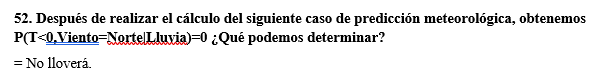 52. Después de realizar el cálculo del siguiente caso de predicción meteorológica, obtenemos
P(T<0,Viento=Norte|Lluvia)=0 ¿Qué podemos determinar?
= No lloverá.